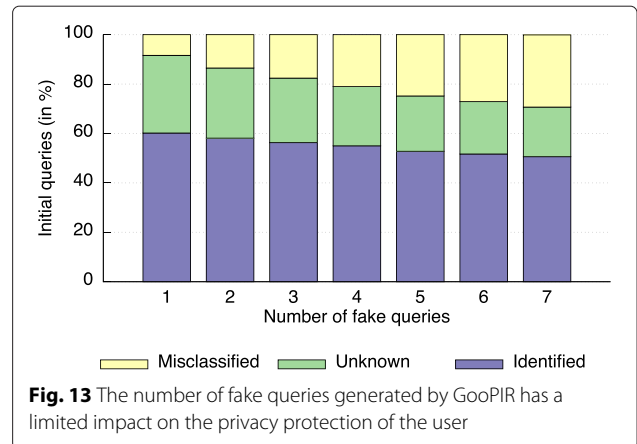 100
80
60
40
20
0
Initial queries (in %)
1 2 3 4 5 6 7
Number of fake queries
Misclassified Unknown Identified
Fig. 13 The number of fake queries generated by GooPIR has a
limited impact on the privacy protection of the user